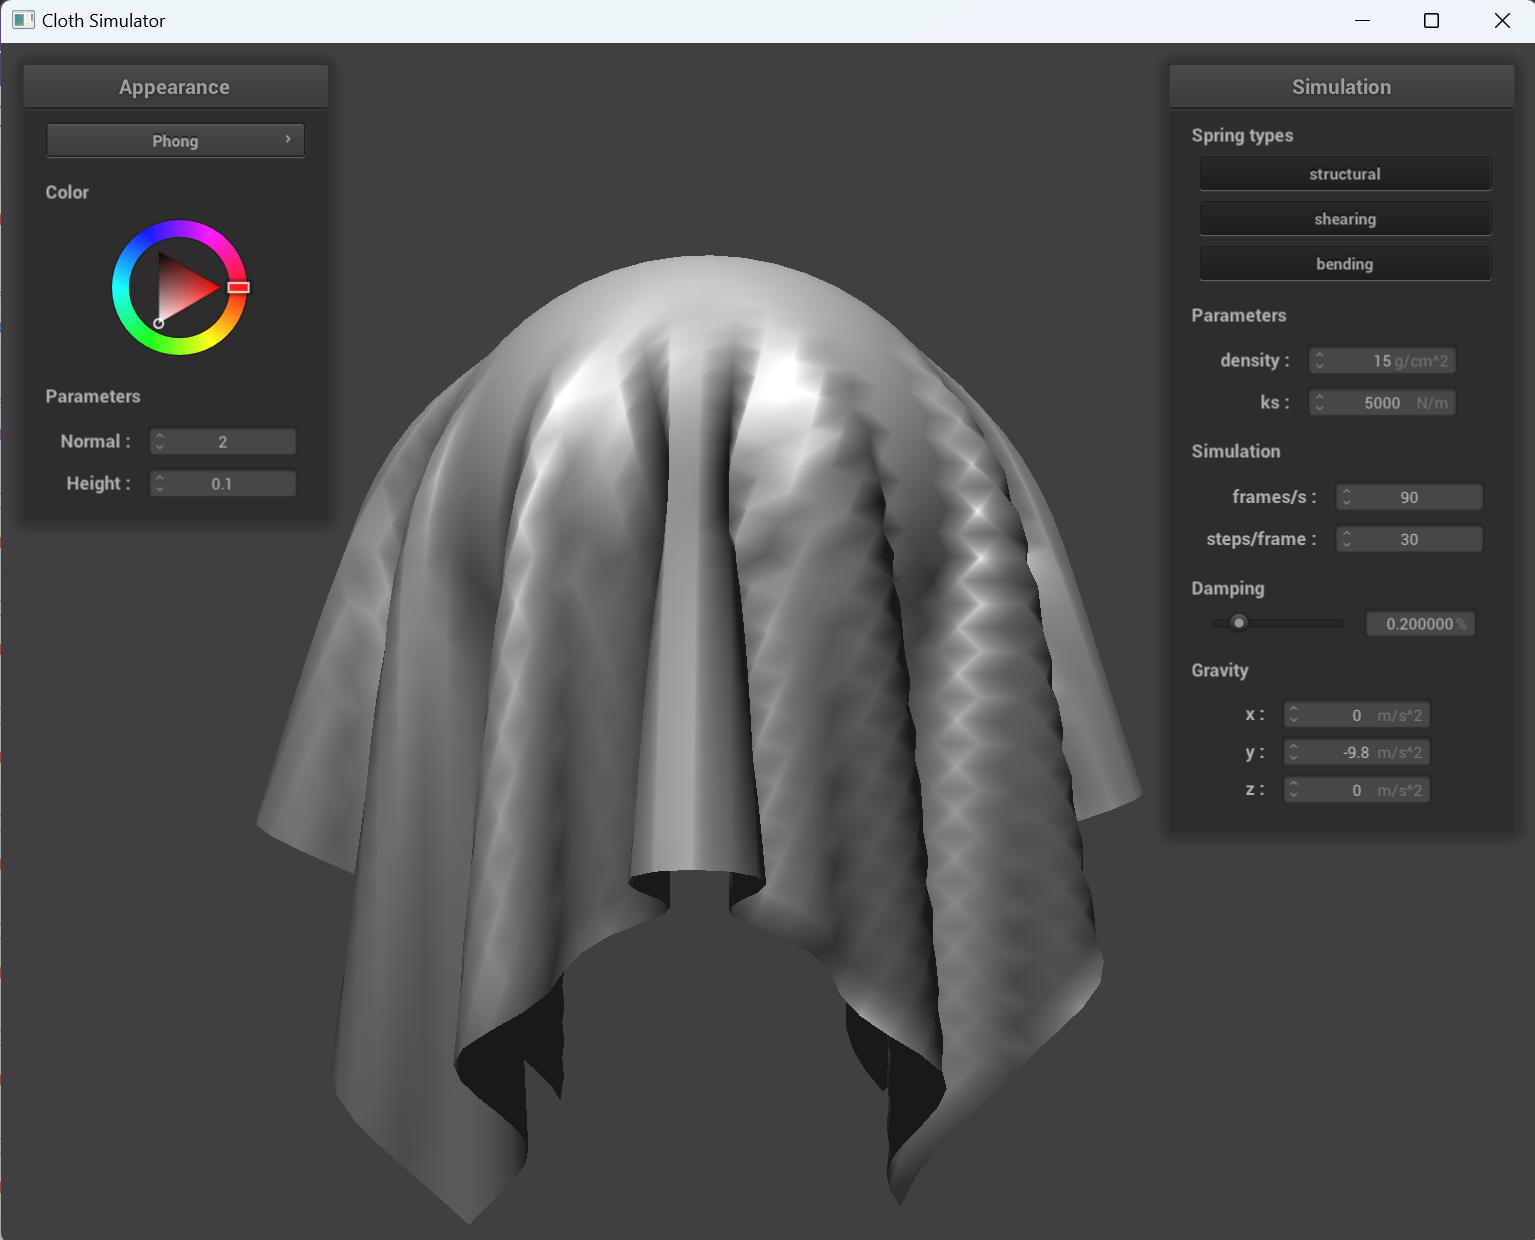 Cloth Simulator
Appearance
Phong
Color
Parameters
Normal : 2
Height : 0.1
Simulation
Spring types
structural
shearing
bending
Parameters
density : 15 g/cm^2
ks : 5000 N/m
Simulation
frames/s : 90
steps/frame : 30
Damping
0.200000 %
Gravity
x : 0 m/s^2
y : -9.8 m/s^2
z : 0 m/s^2